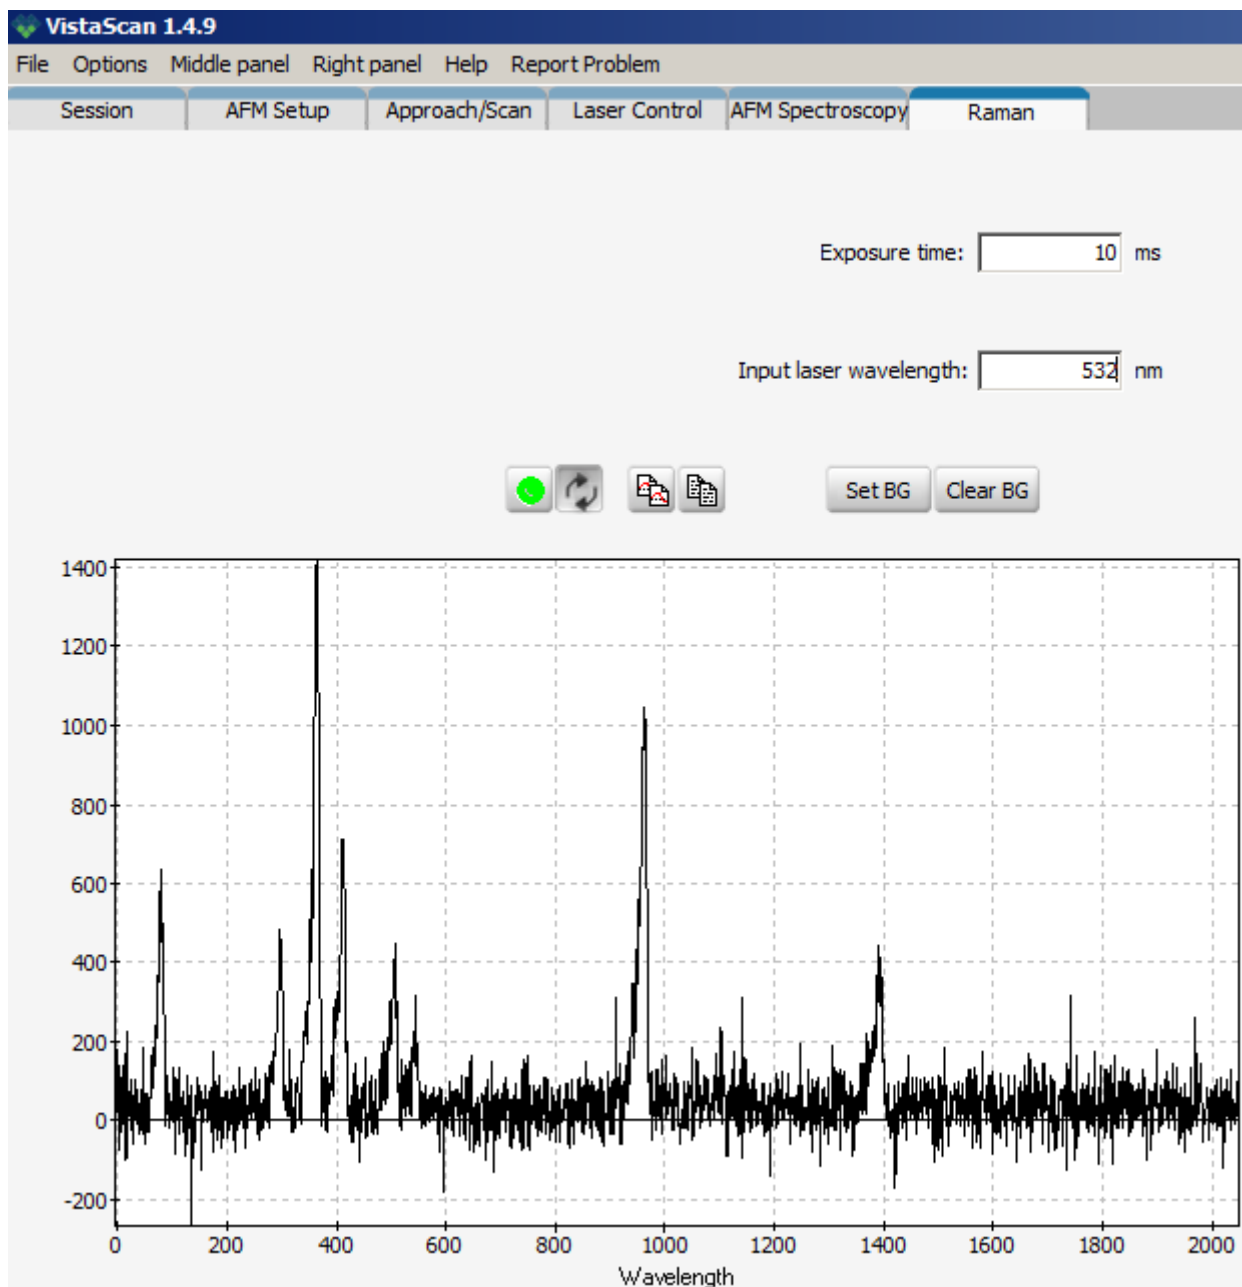 VistaScan 1.4.9
File Options Middle panel Right panel Help Report Problem
Session AFM Setup Approach/Scan Laser Control AFM Spectroscopy Raman
Exposure time: 10 ms
Input laser wavelength: 532 nm
Set BG Clear BG
1400
1200
1000
800
600
400
200
0
-200
0 200 400 600 800 1000 1200 1400 1600 1800 2000
Wavelength